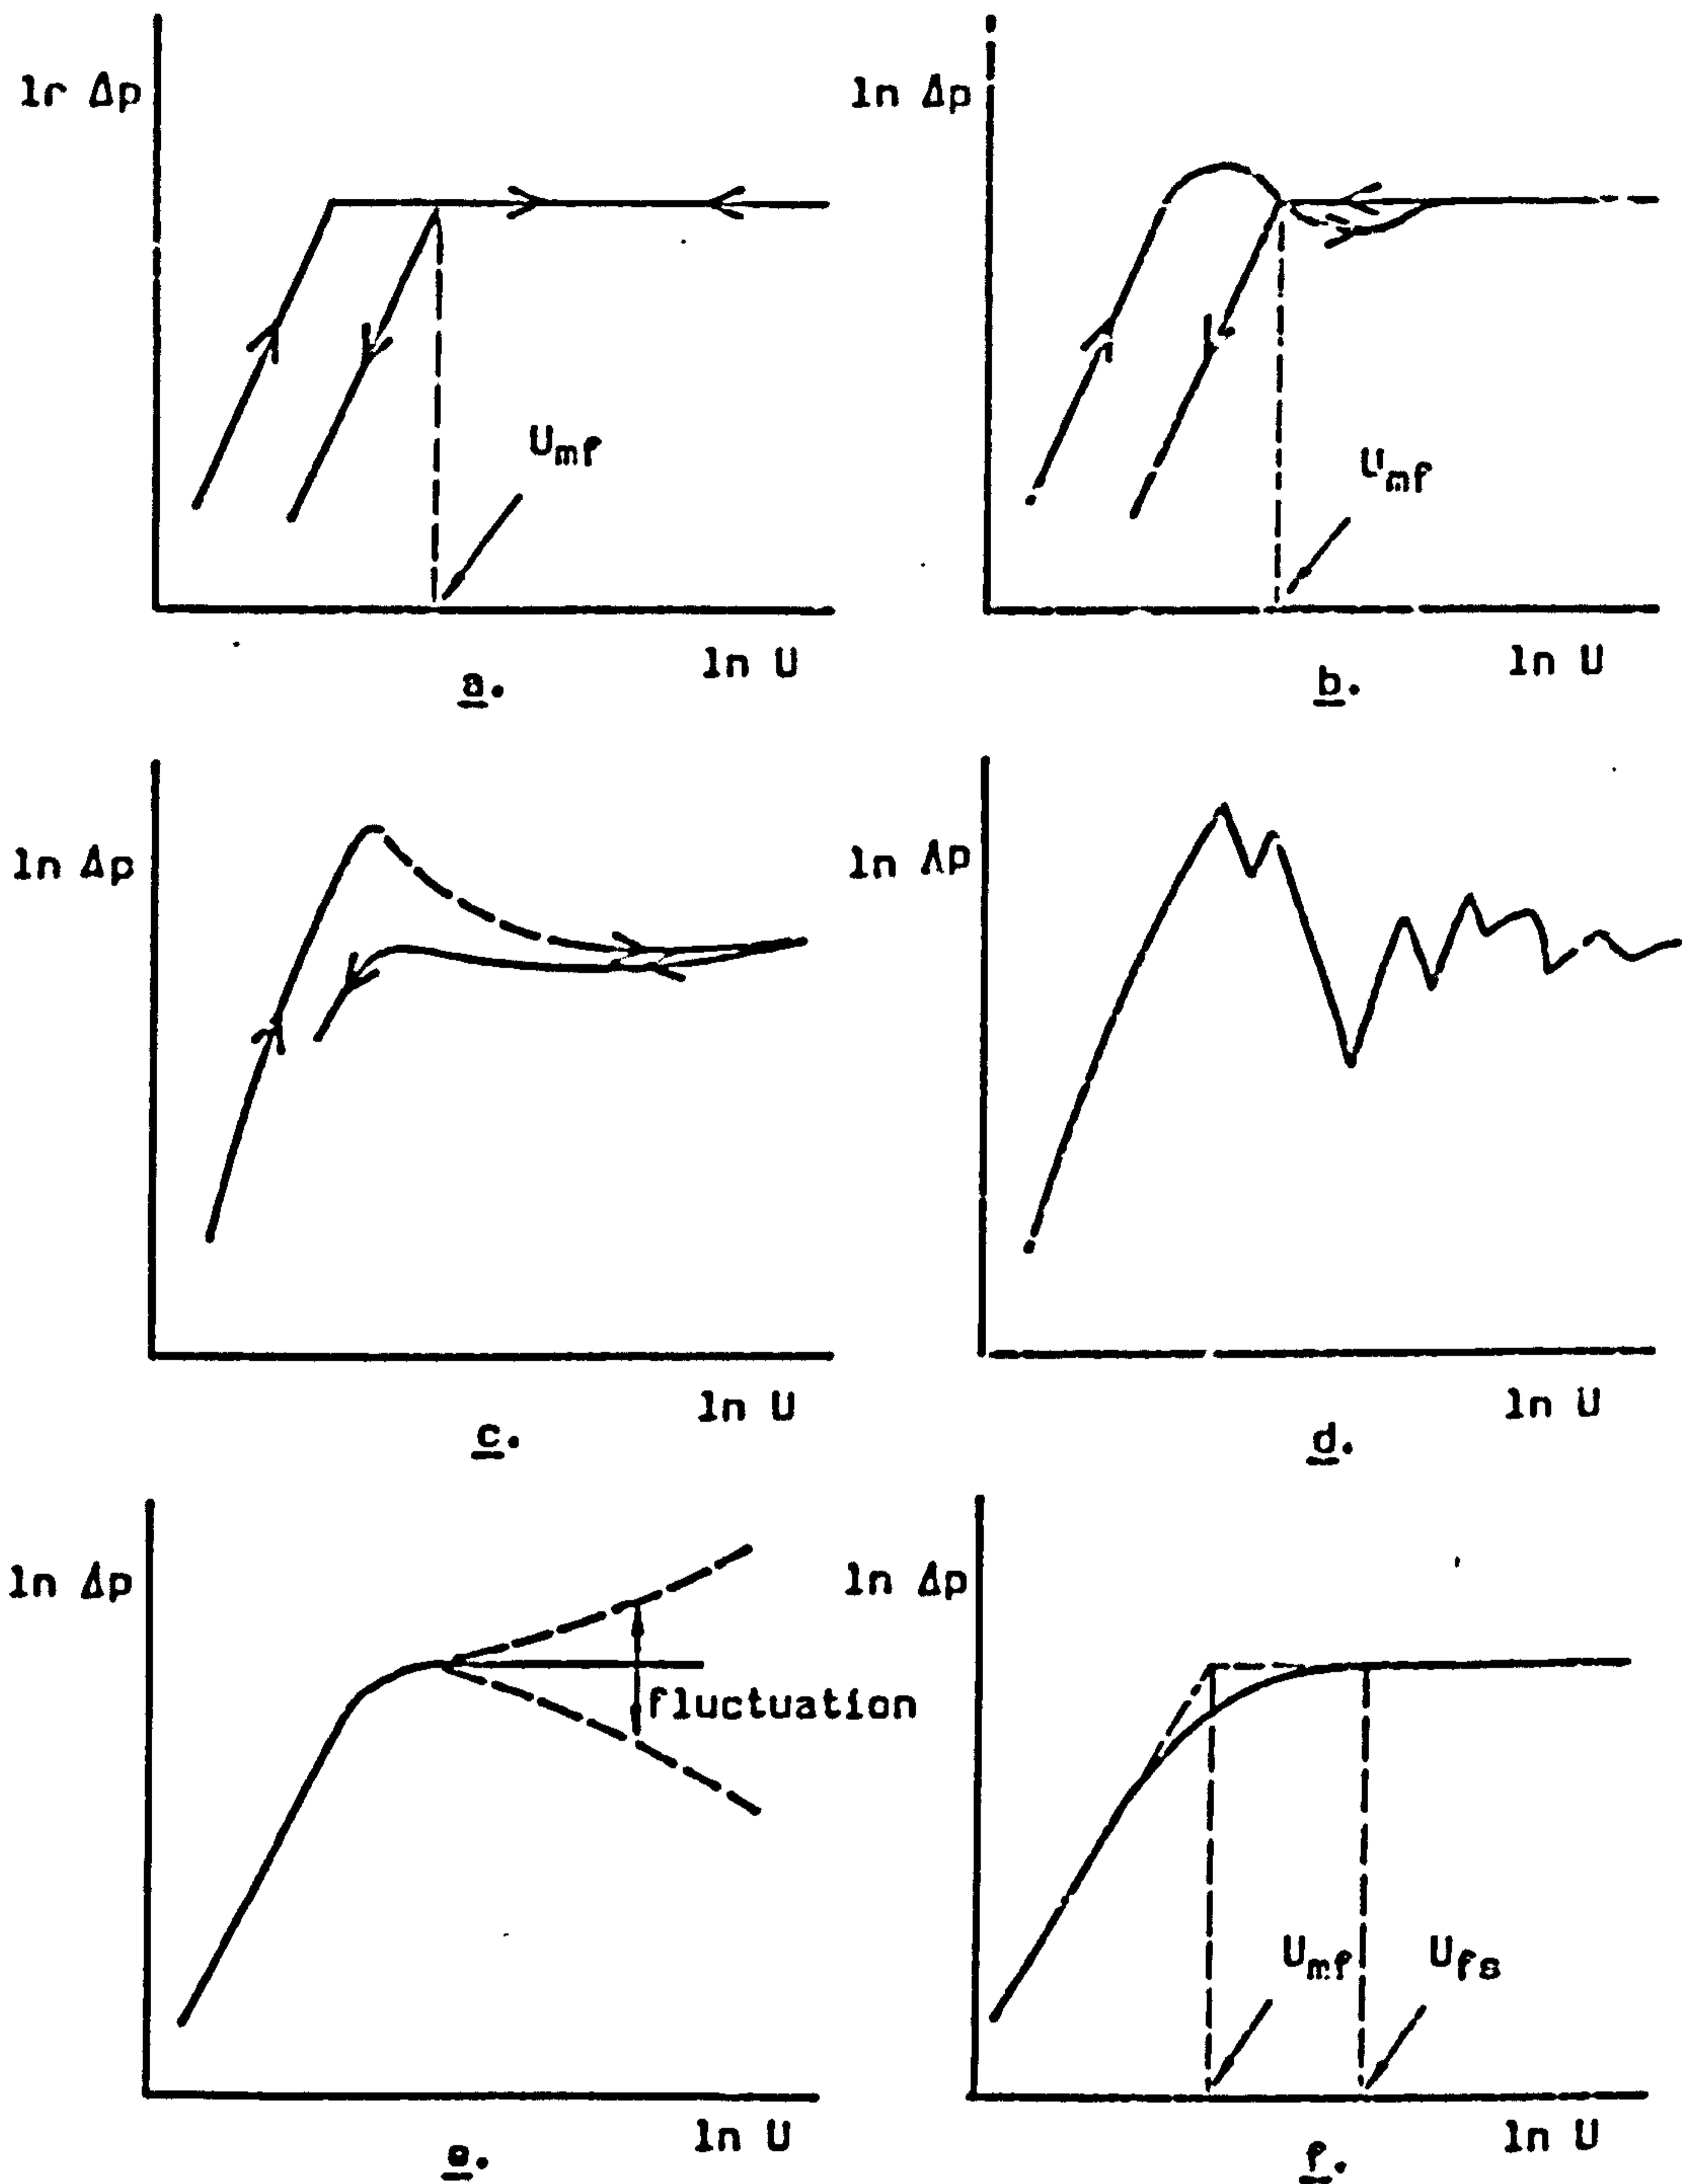 lr Δp
ln Δp
Umf
Umf
ln U
ln U
a.
b.
ln Δp
ln Δp
ln U
ln U
c.
d.
ln Δp
ln Δp
fluctuation
Umf
Ufs
ln U
ln U
e.
f.